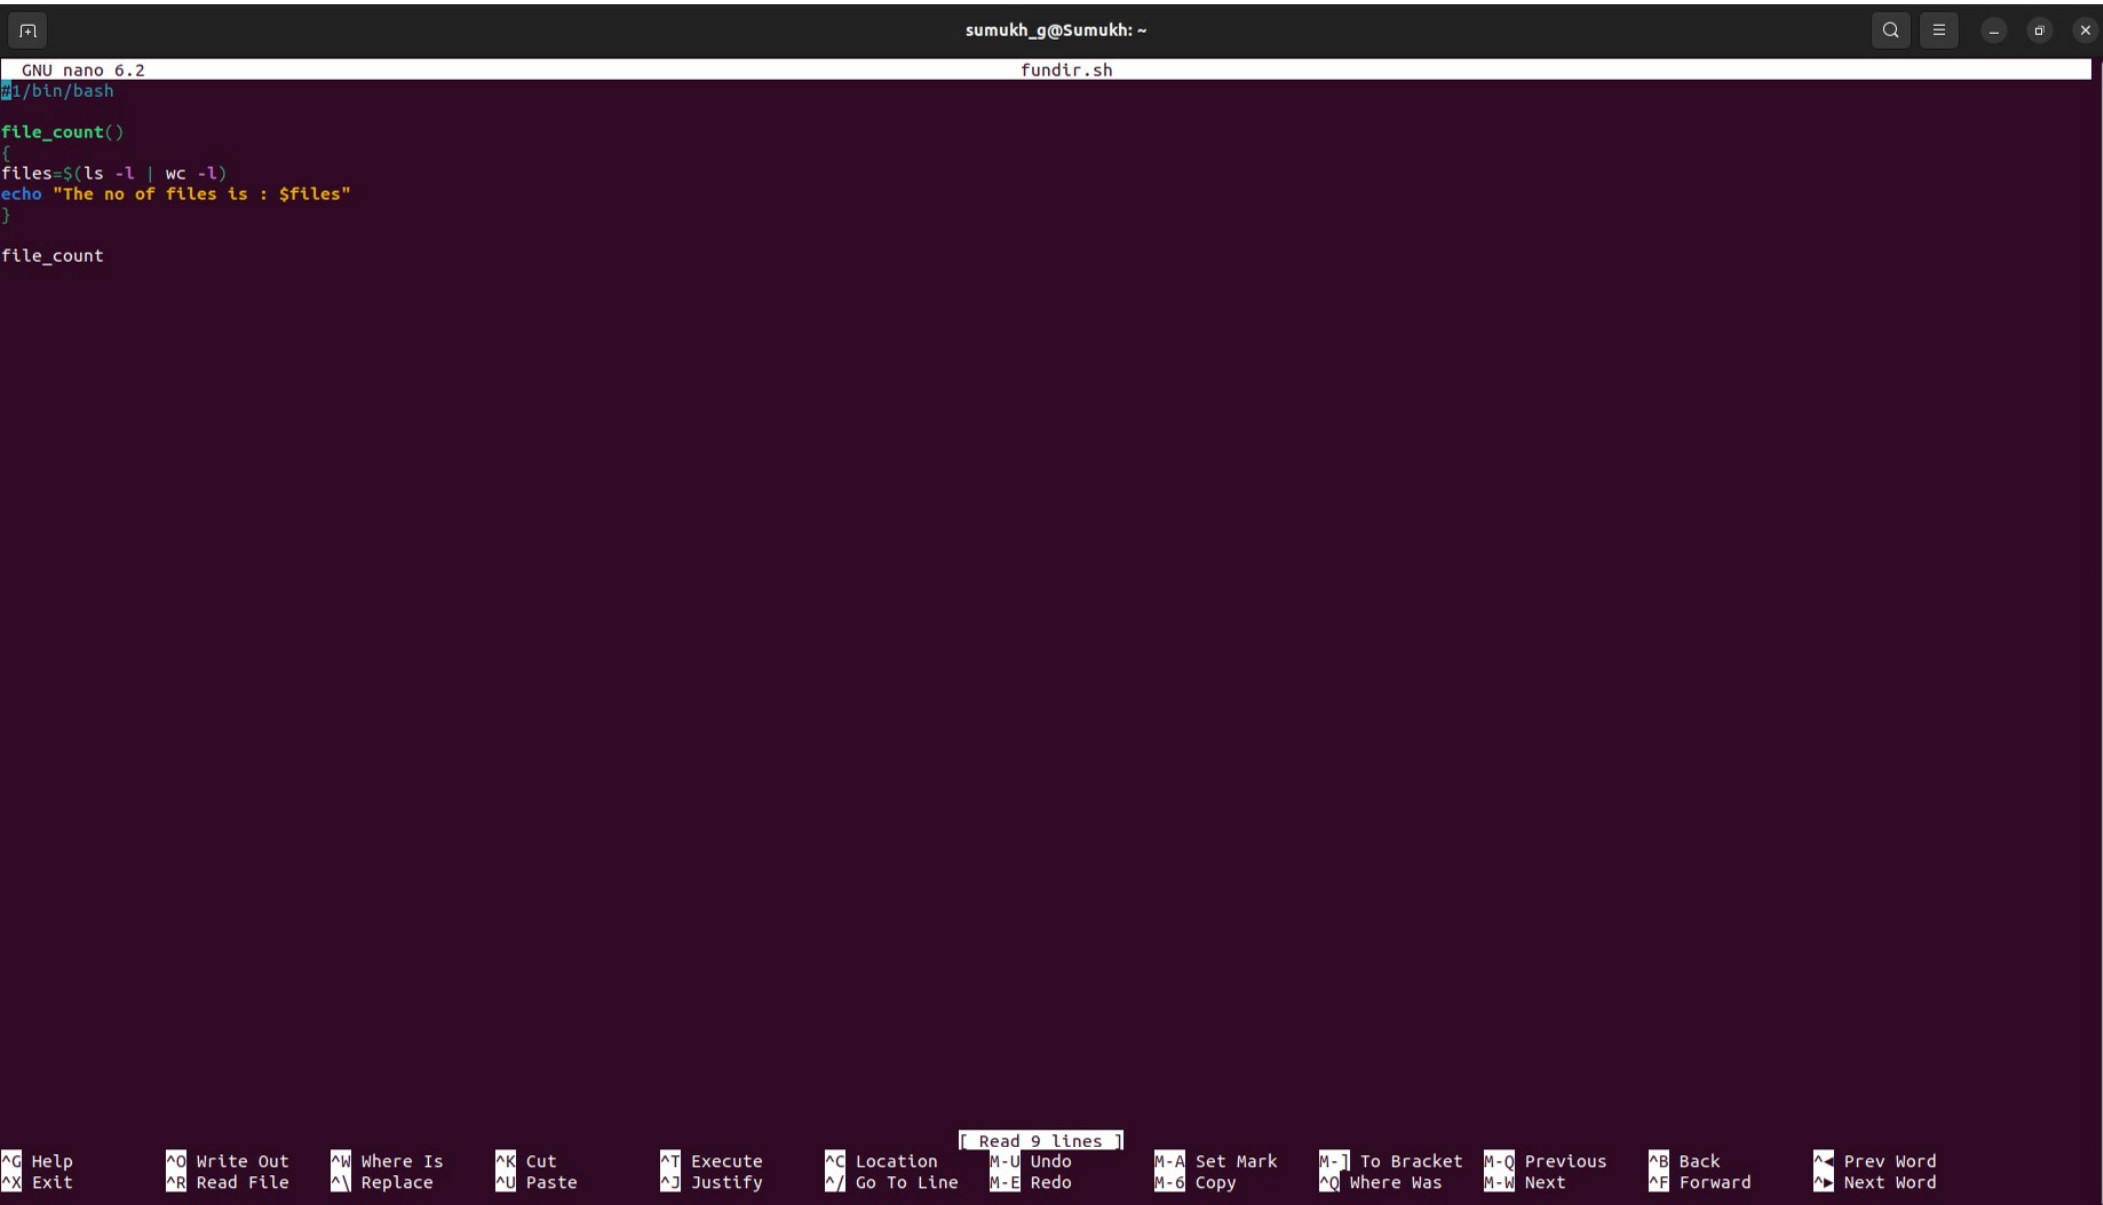 sumukh_g@Sumukh: ~
GNU nano 6.2 fundir.sh
#1/bin/bash
file_count()
{
files=$(ls -l | wc -l)
echo "The no of files is : $files"
}
file_count
[ Read 9 lines ]
^G Help ^O Write Out ^W Where Is ^K Cut ^T Execute ^C Location M-U Undo M-A Set Mark M-] To Bracket M-Q Previous ^B Back ^◄ Prev Word
^X Exit ^R Read File ^\ Replace ^U Paste ^J Justify ^/ Go To Line M-E Redo M-6 Copy ^Q Where Was M-W Next ^F Forward ^► Next Word